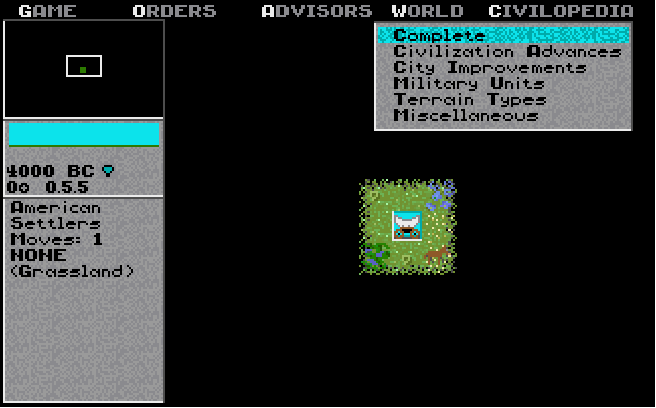 GAME ORDERS ADVISORS WORLD CIVILOPEDIA
Complete
Civilization Advances
City Improvements
Military Units
Terrain Types
Miscellaneous
4000 BC
0 0.5.5
American
Settlers
Moves: 1
NONE
(Grassland)